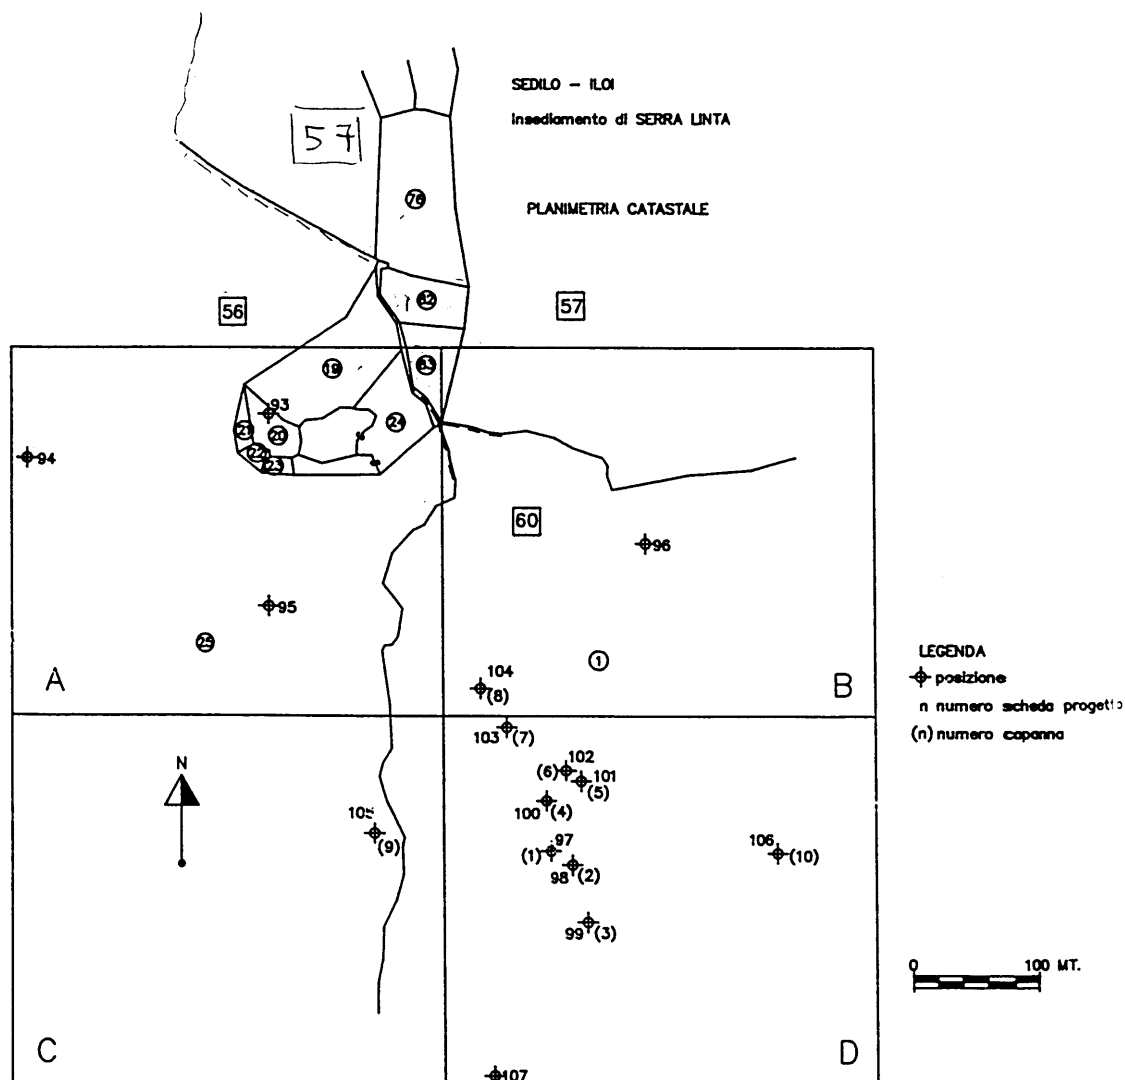 SEDILO - ILOI
57
Insediamento di SERRA LINTA
76
PLANIMETRIA CATASTALE
82
56
57
83
19
93
24
21
20
22
23
94
60
96
95
25
1
LEGENDA
A
104
B
posizione
(8)
n numero scheda progetto
103 (7)
(n) numero capanna
N
102
(6)
101
(5)
100 (4)
105
(9)
97
(1)
106
(10)
98 (2)
99 (3)
0 100 MT.
C
D
107